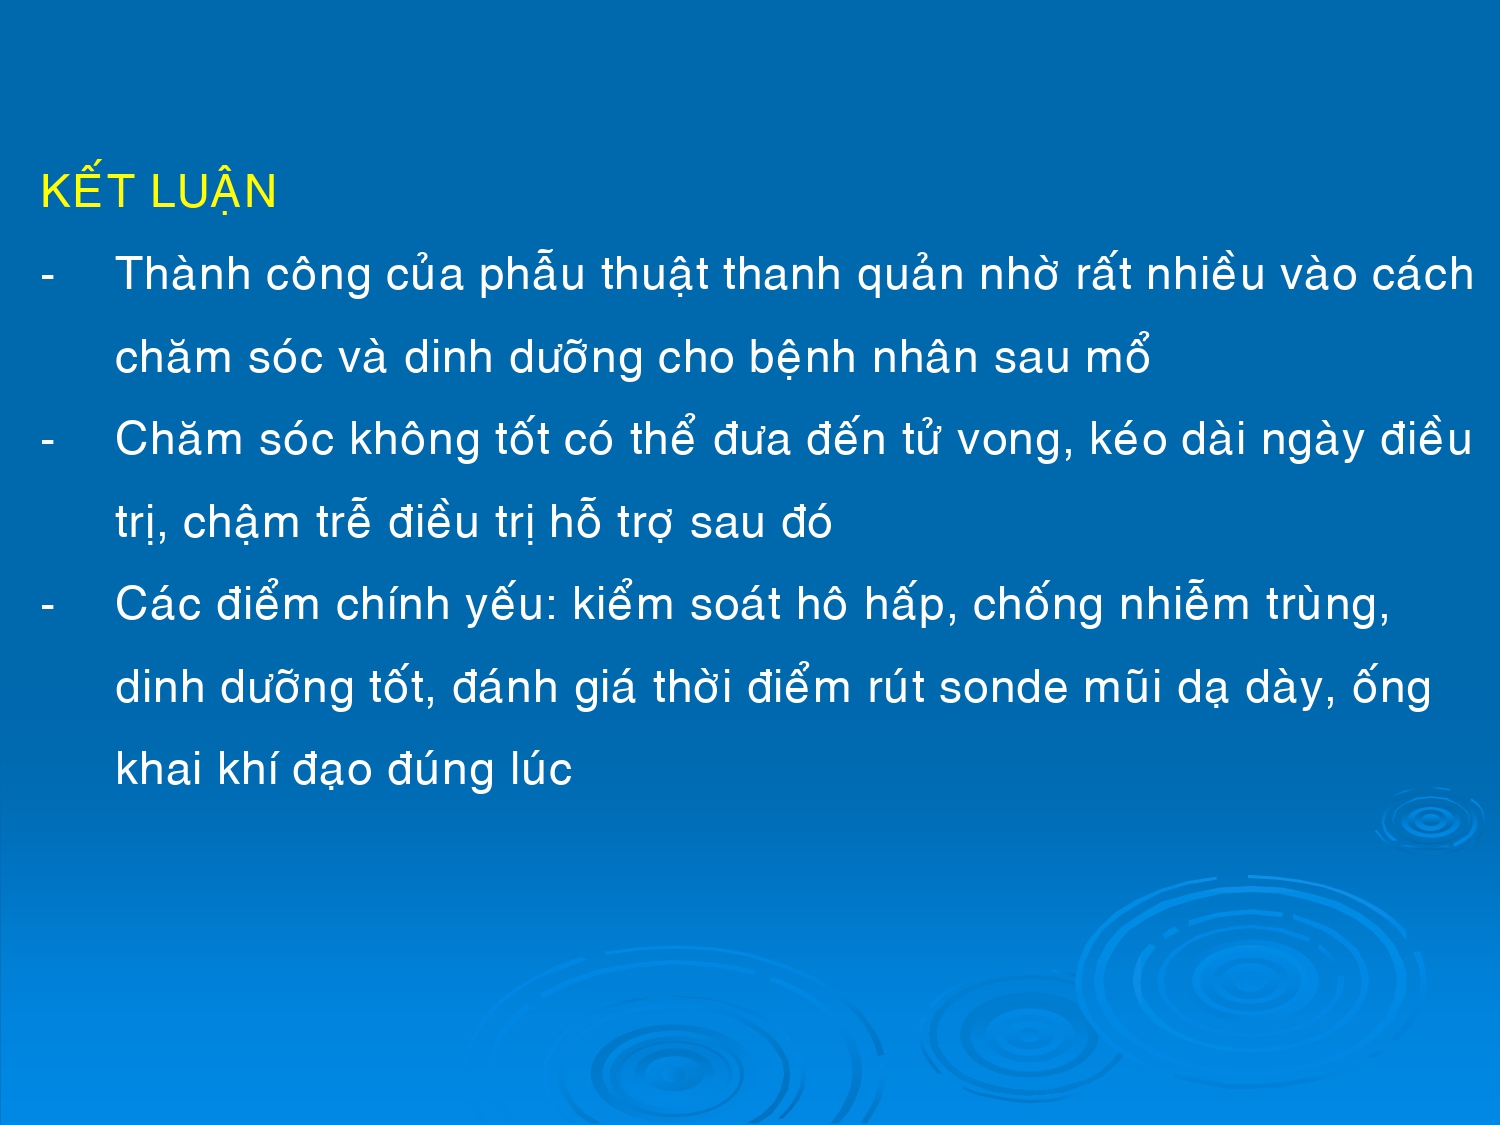 KẾT LUẬN
- Thành công của phẫu thuật thanh quản nhờ rất nhiều vào cách
chăm sóc và dinh dưỡng cho bệnh nhân sau mổ
- Chăm sóc không tốt có thể đưa đến tử vong, kéo dài ngày điều
trị, chậm trễ điều trị hỗ trợ sau đó
- Các điểm chính yếu: kiểm soát hô hấp, chống nhiễm trùng,
dinh dưỡng tốt, đánh giá thời điểm rút sonde mũi dạ dày, ống
khai khí đạo đúng lúc